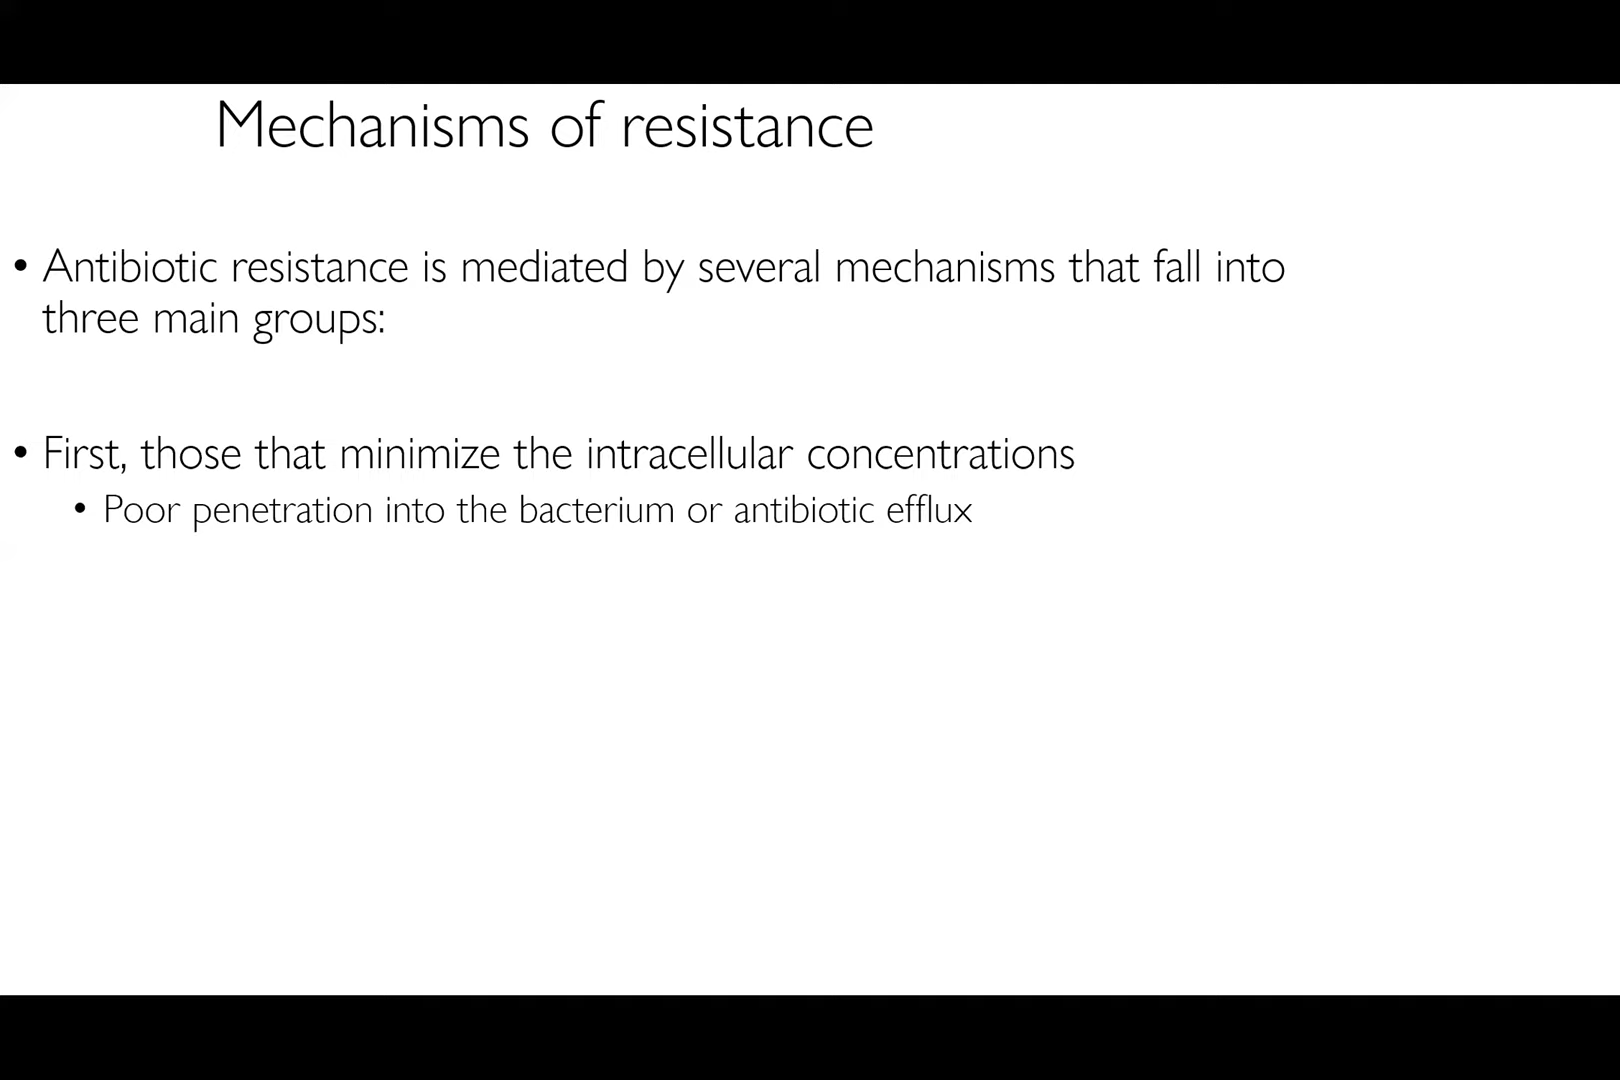 Mechanisms of resistance
• Antibiotic resistance is mediated by several mechanisms that fall into
three main groups:
• First, those that minimize the intracellular concentrations
• Poor penetration into the bacterium or antibiotic efflux